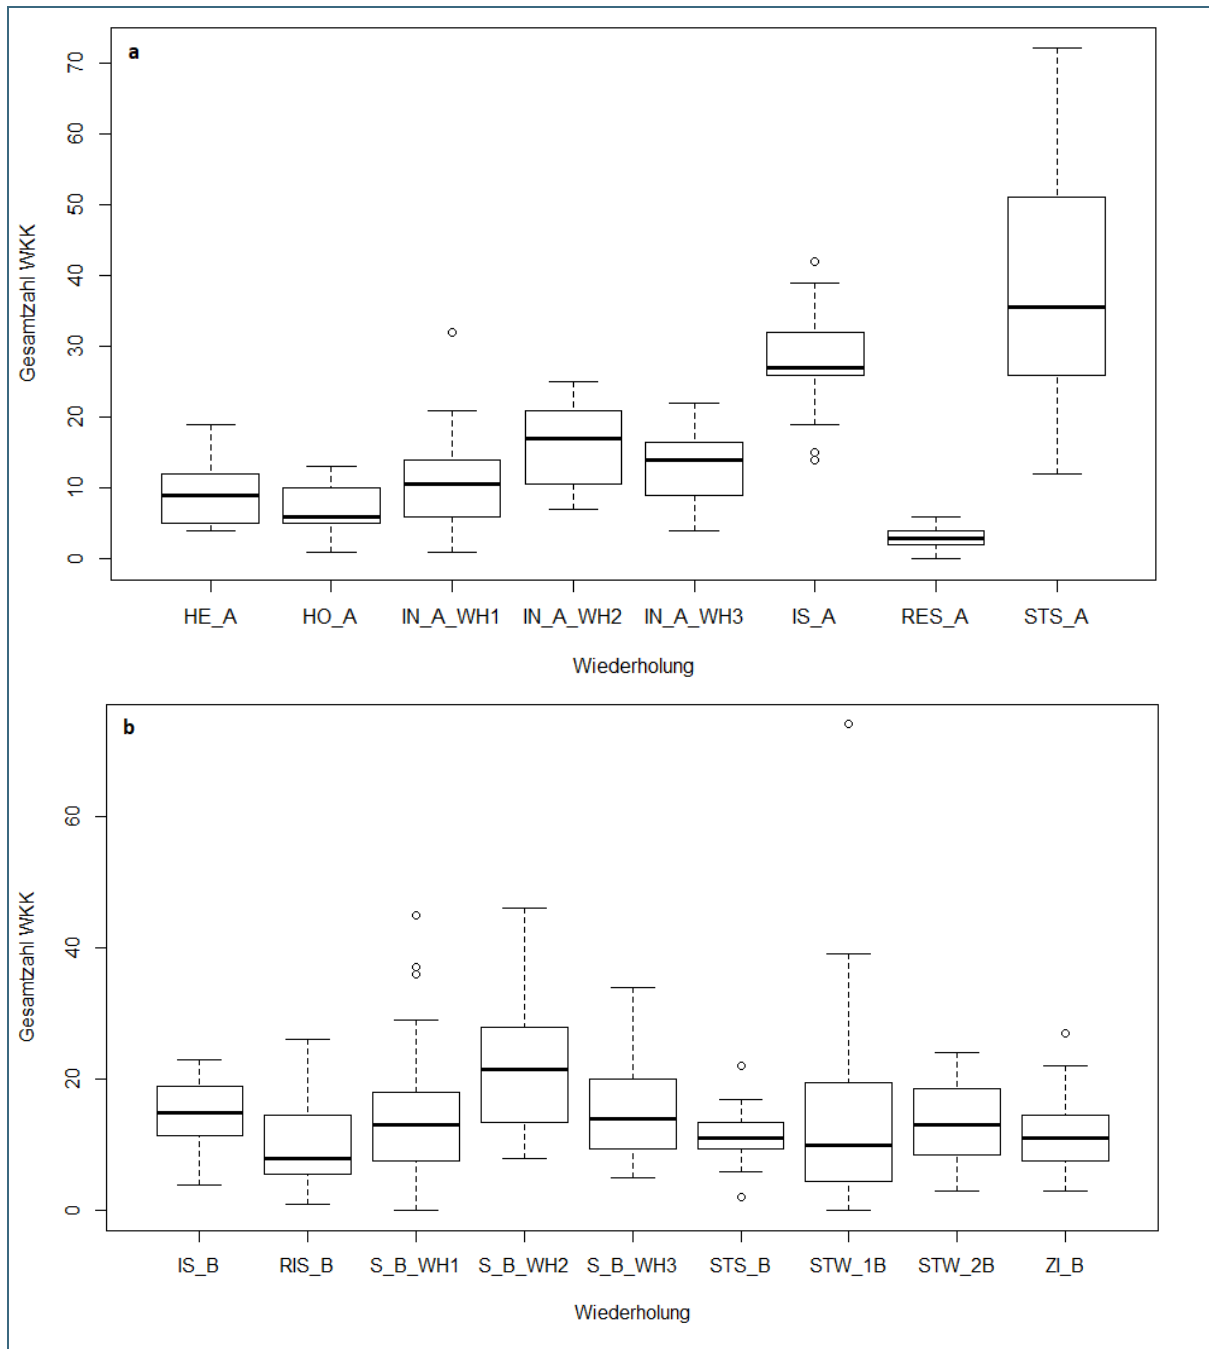 a
70
60
50
40
30
20
10
0
Gesamtzahl WKK
HE_A HO_A IN_A_WH1 IN_A_WH2 IN_A_WH3 IS_A RES_A STS_A
Wiederholung
b
60
40
20
0
Gesamtzahl WKK
IS_B RIS_B S_B_WH1 S_B_WH2 S_B_WH3 STS_B STW_1B STW_2B ZI_B
Wiederholung